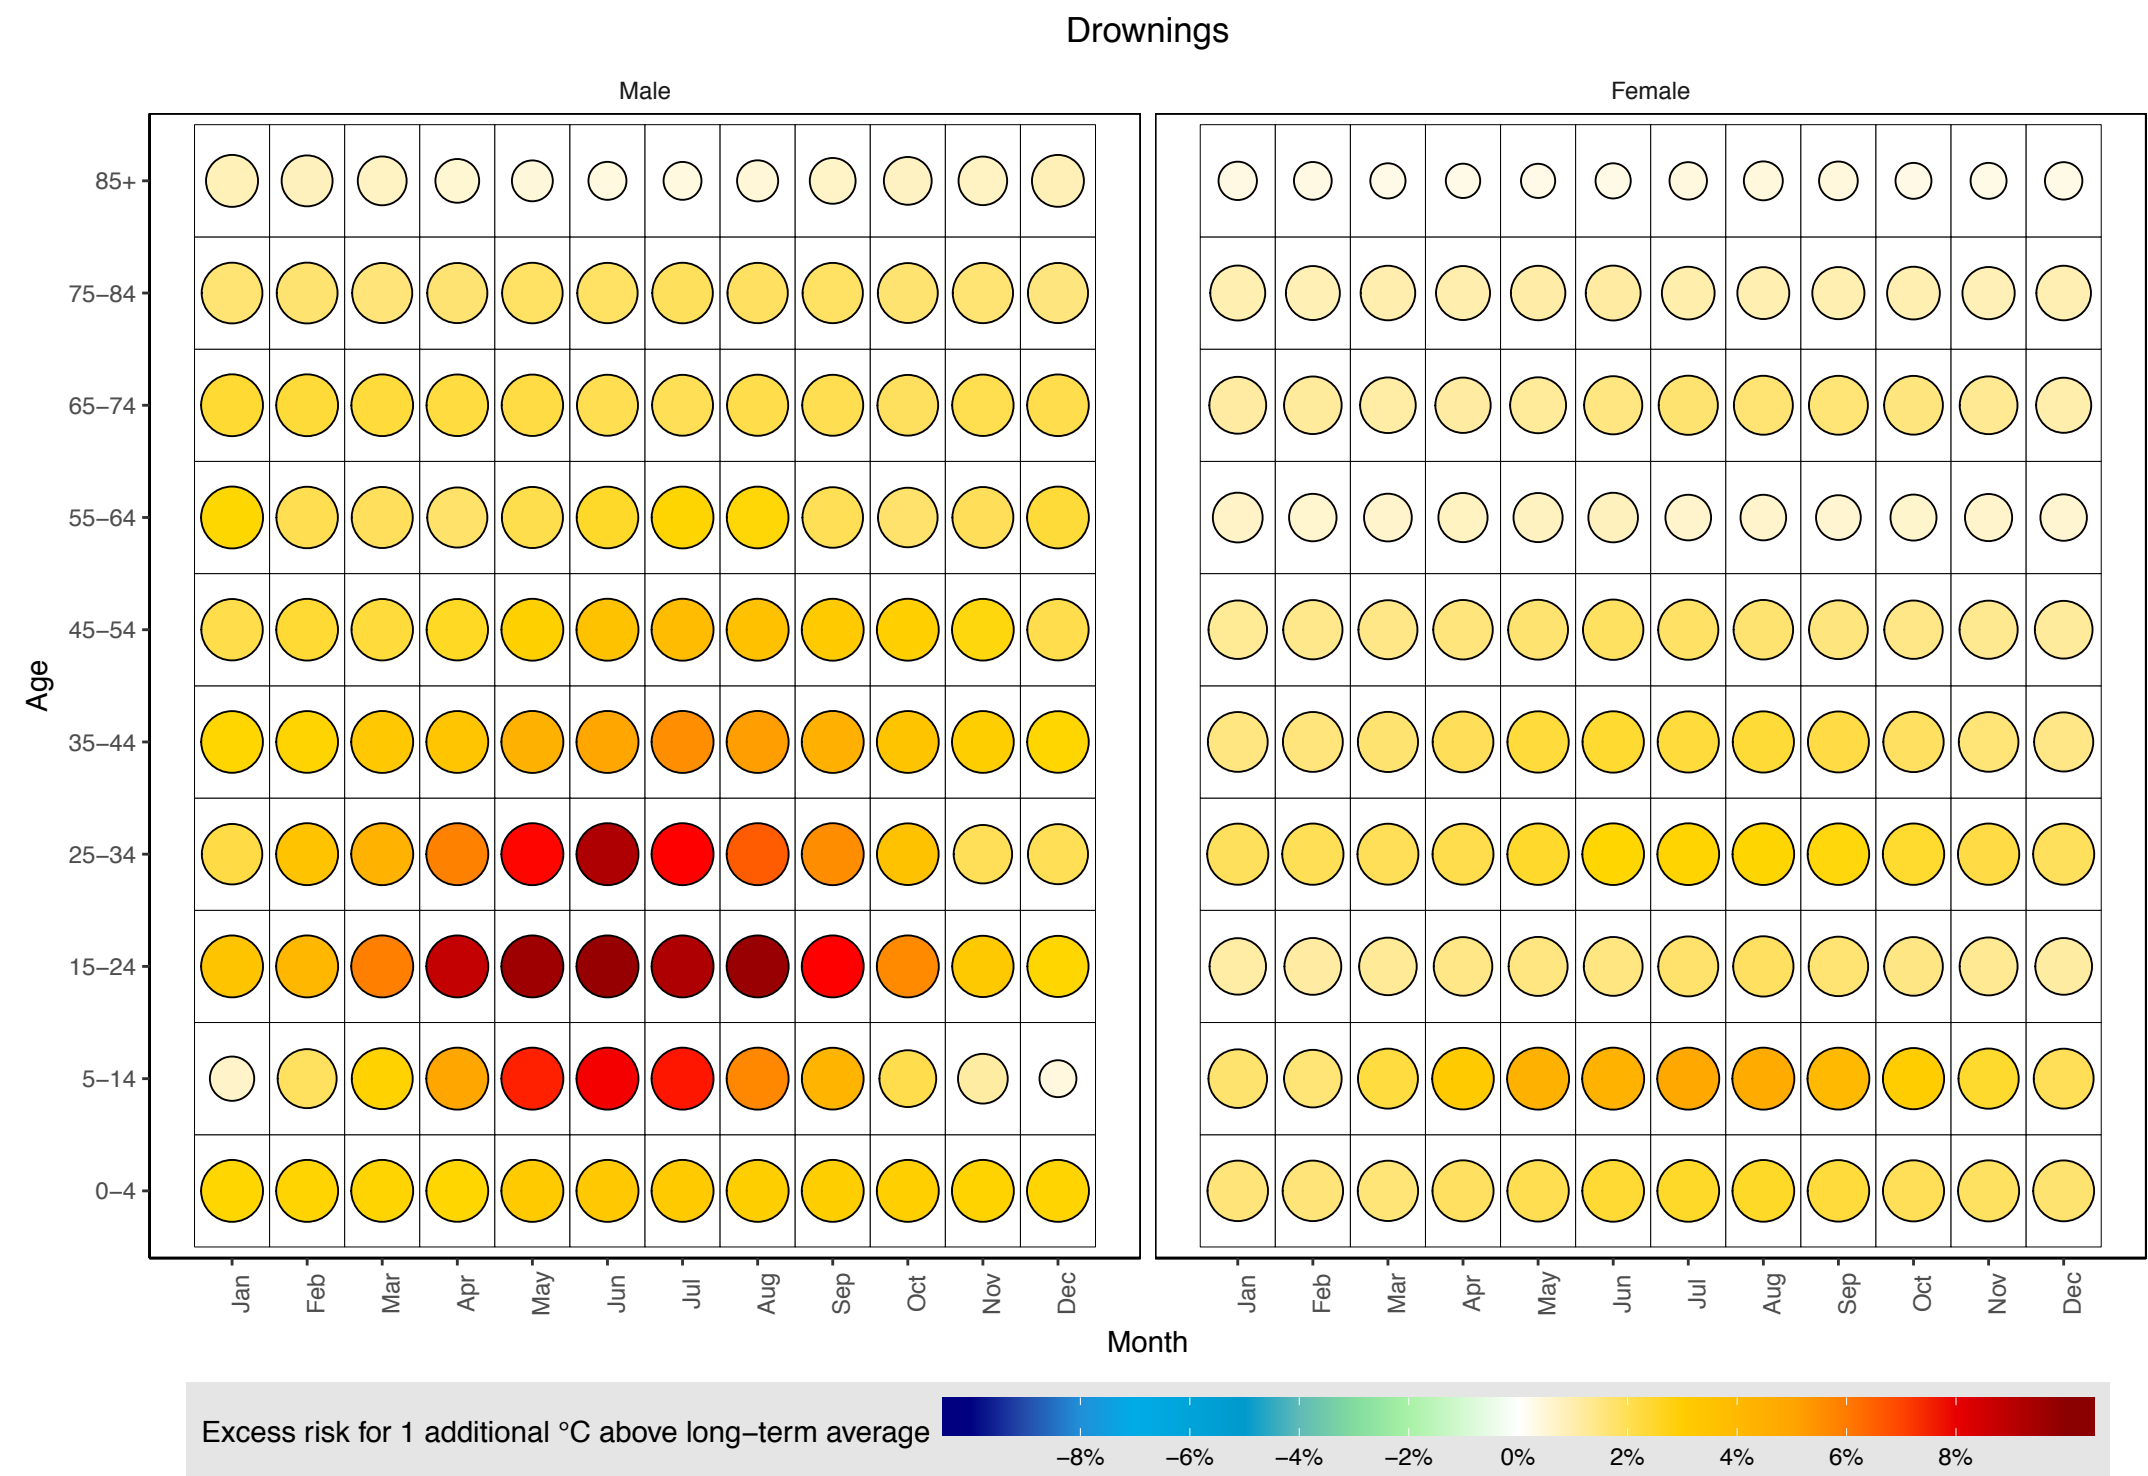 Drownings
Male
Female
Age
85+
75−84
65−74
55−64
45−54
35−44
25−34
15−24
5−14
0−4
Jan Feb Mar Apr May Jun Jul Aug Sep Oct Nov Dec
Jan Feb Mar Apr May Jun Jul Aug Sep Oct Nov Dec
Month
Excess risk for 1 additional °C above long−term average
−8% −6% −4% −2% 0% 2% 4% 6% 8%